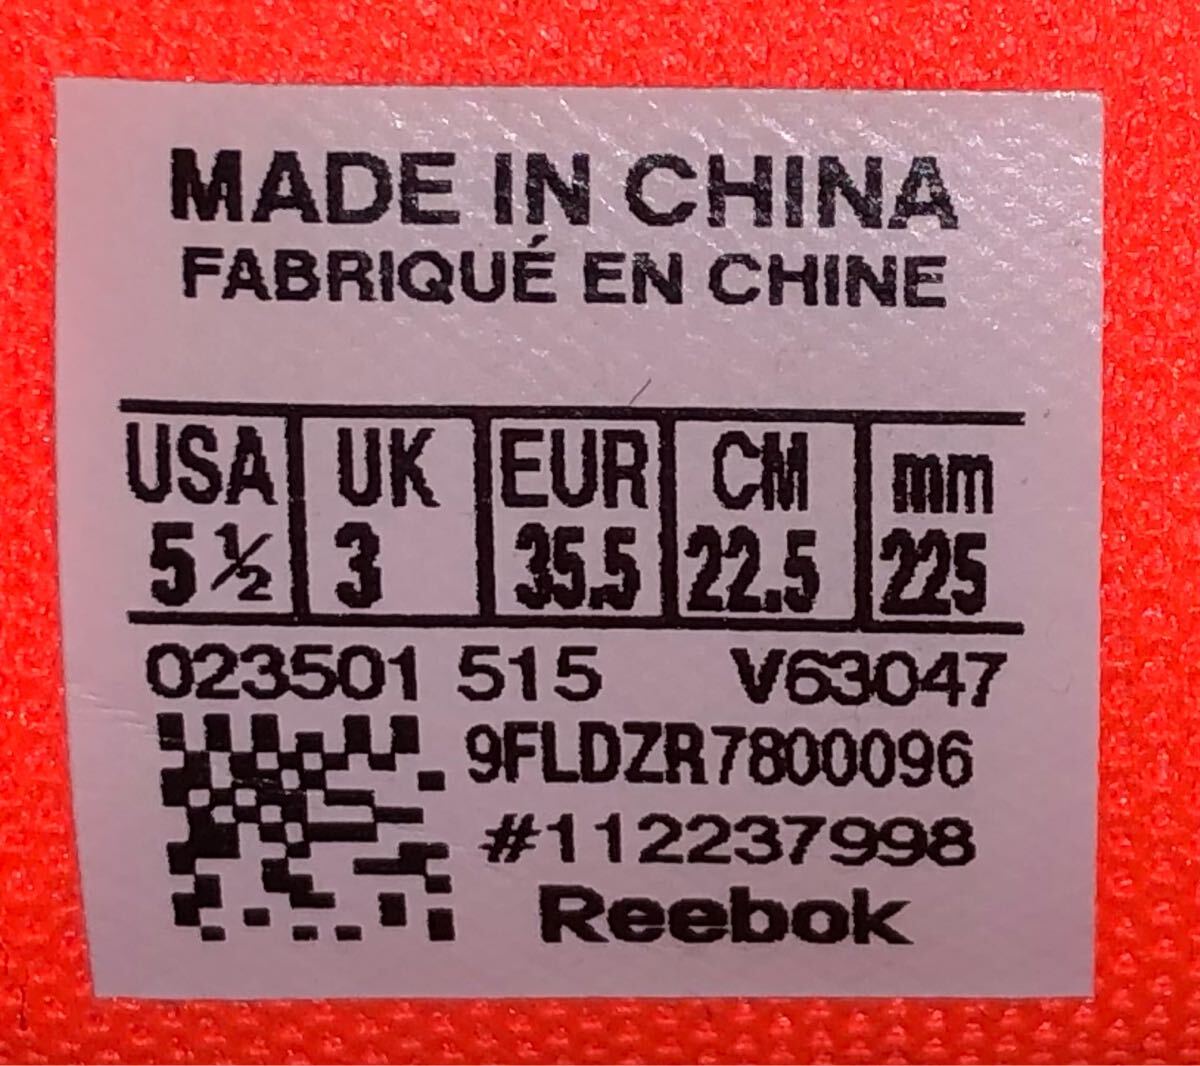 MADE IN CHINA
FABRIQUÉ EN CHINE
USA UK EUR CM mm
5 ½ 3 35.5 22.5 225
023501 515 V63047
9FLDZR7800096
#112237998
Reebok